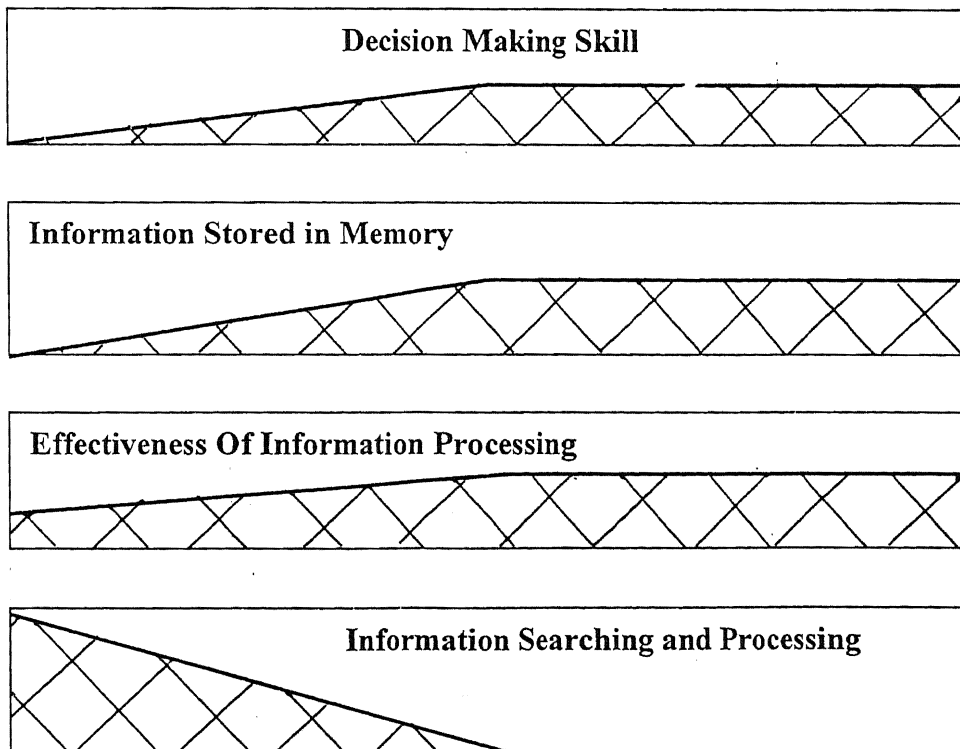 Decision Making Skill
Information Stored in Memory
Effectiveness Of Information Processing
Information Searching and Processing